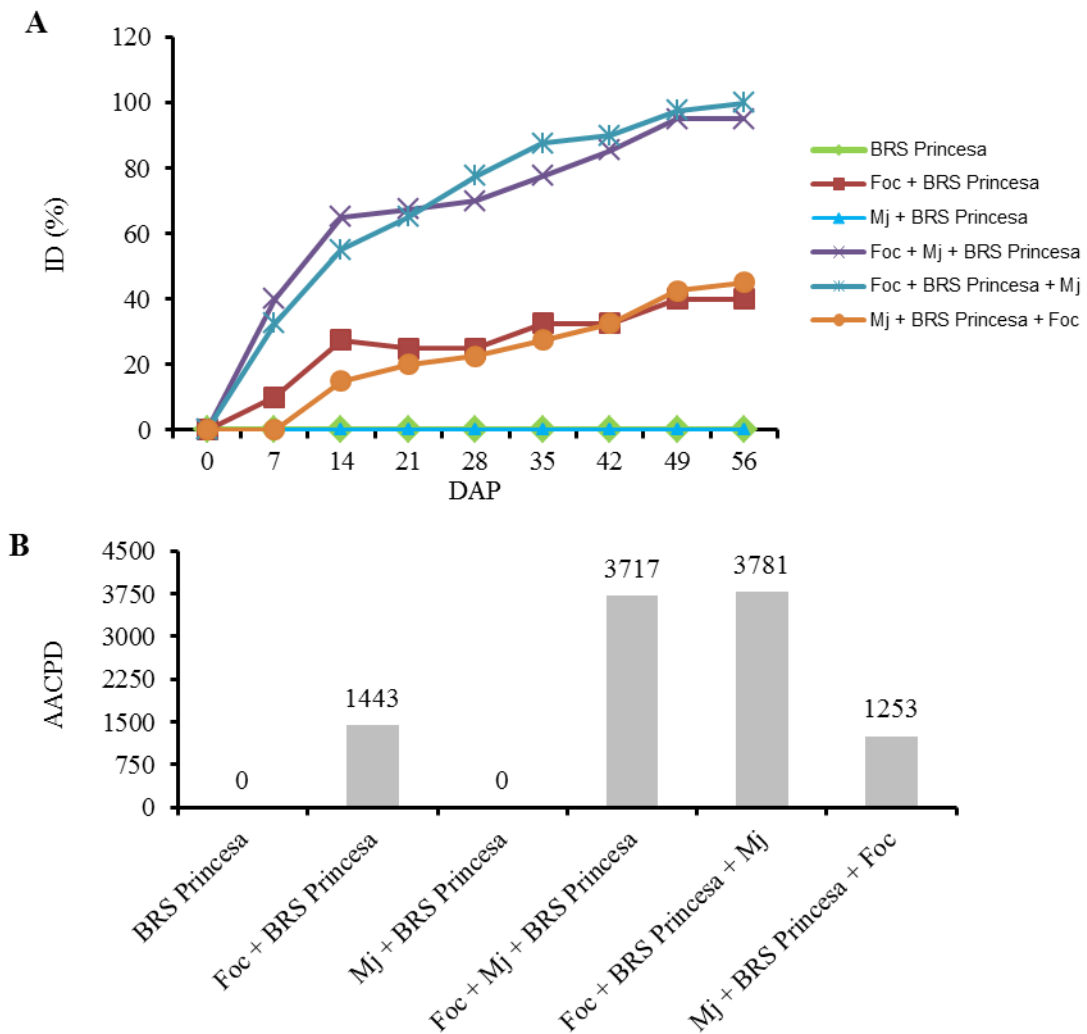 A
120
100
80
60
40
20
0
ID (%)
0 7 14 21 28 35 42 49 56
DAP
BRS Princesa
Foc + BRS Princesa
Mj + BRS Princesa
Foc + Mj + BRS Princesa
Foc + BRS Princesa + Mj
Mj + BRS Princesa + Foc
B
4500
3750
3000
2250
1500
750
0
AACPD
0
1443
0
3717
3781
1253
BRS Princesa
Foc + BRS Princesa
Mj + BRS Princesa
Foc + Mj + BRS Princesa
Foc + BRS Princesa + Mj
Mj + BRS Princesa + Foc